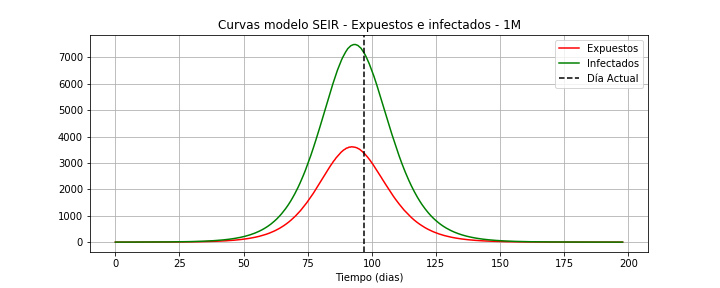 Curvas modelo SEIR - Expuestos e infectados - 1M
7000
6000
5000
4000
3000
2000
1000
0
Expuestos
Infectados
Día Actual
0 25 50 75 100 125 150 175 200
Tiempo (dias)